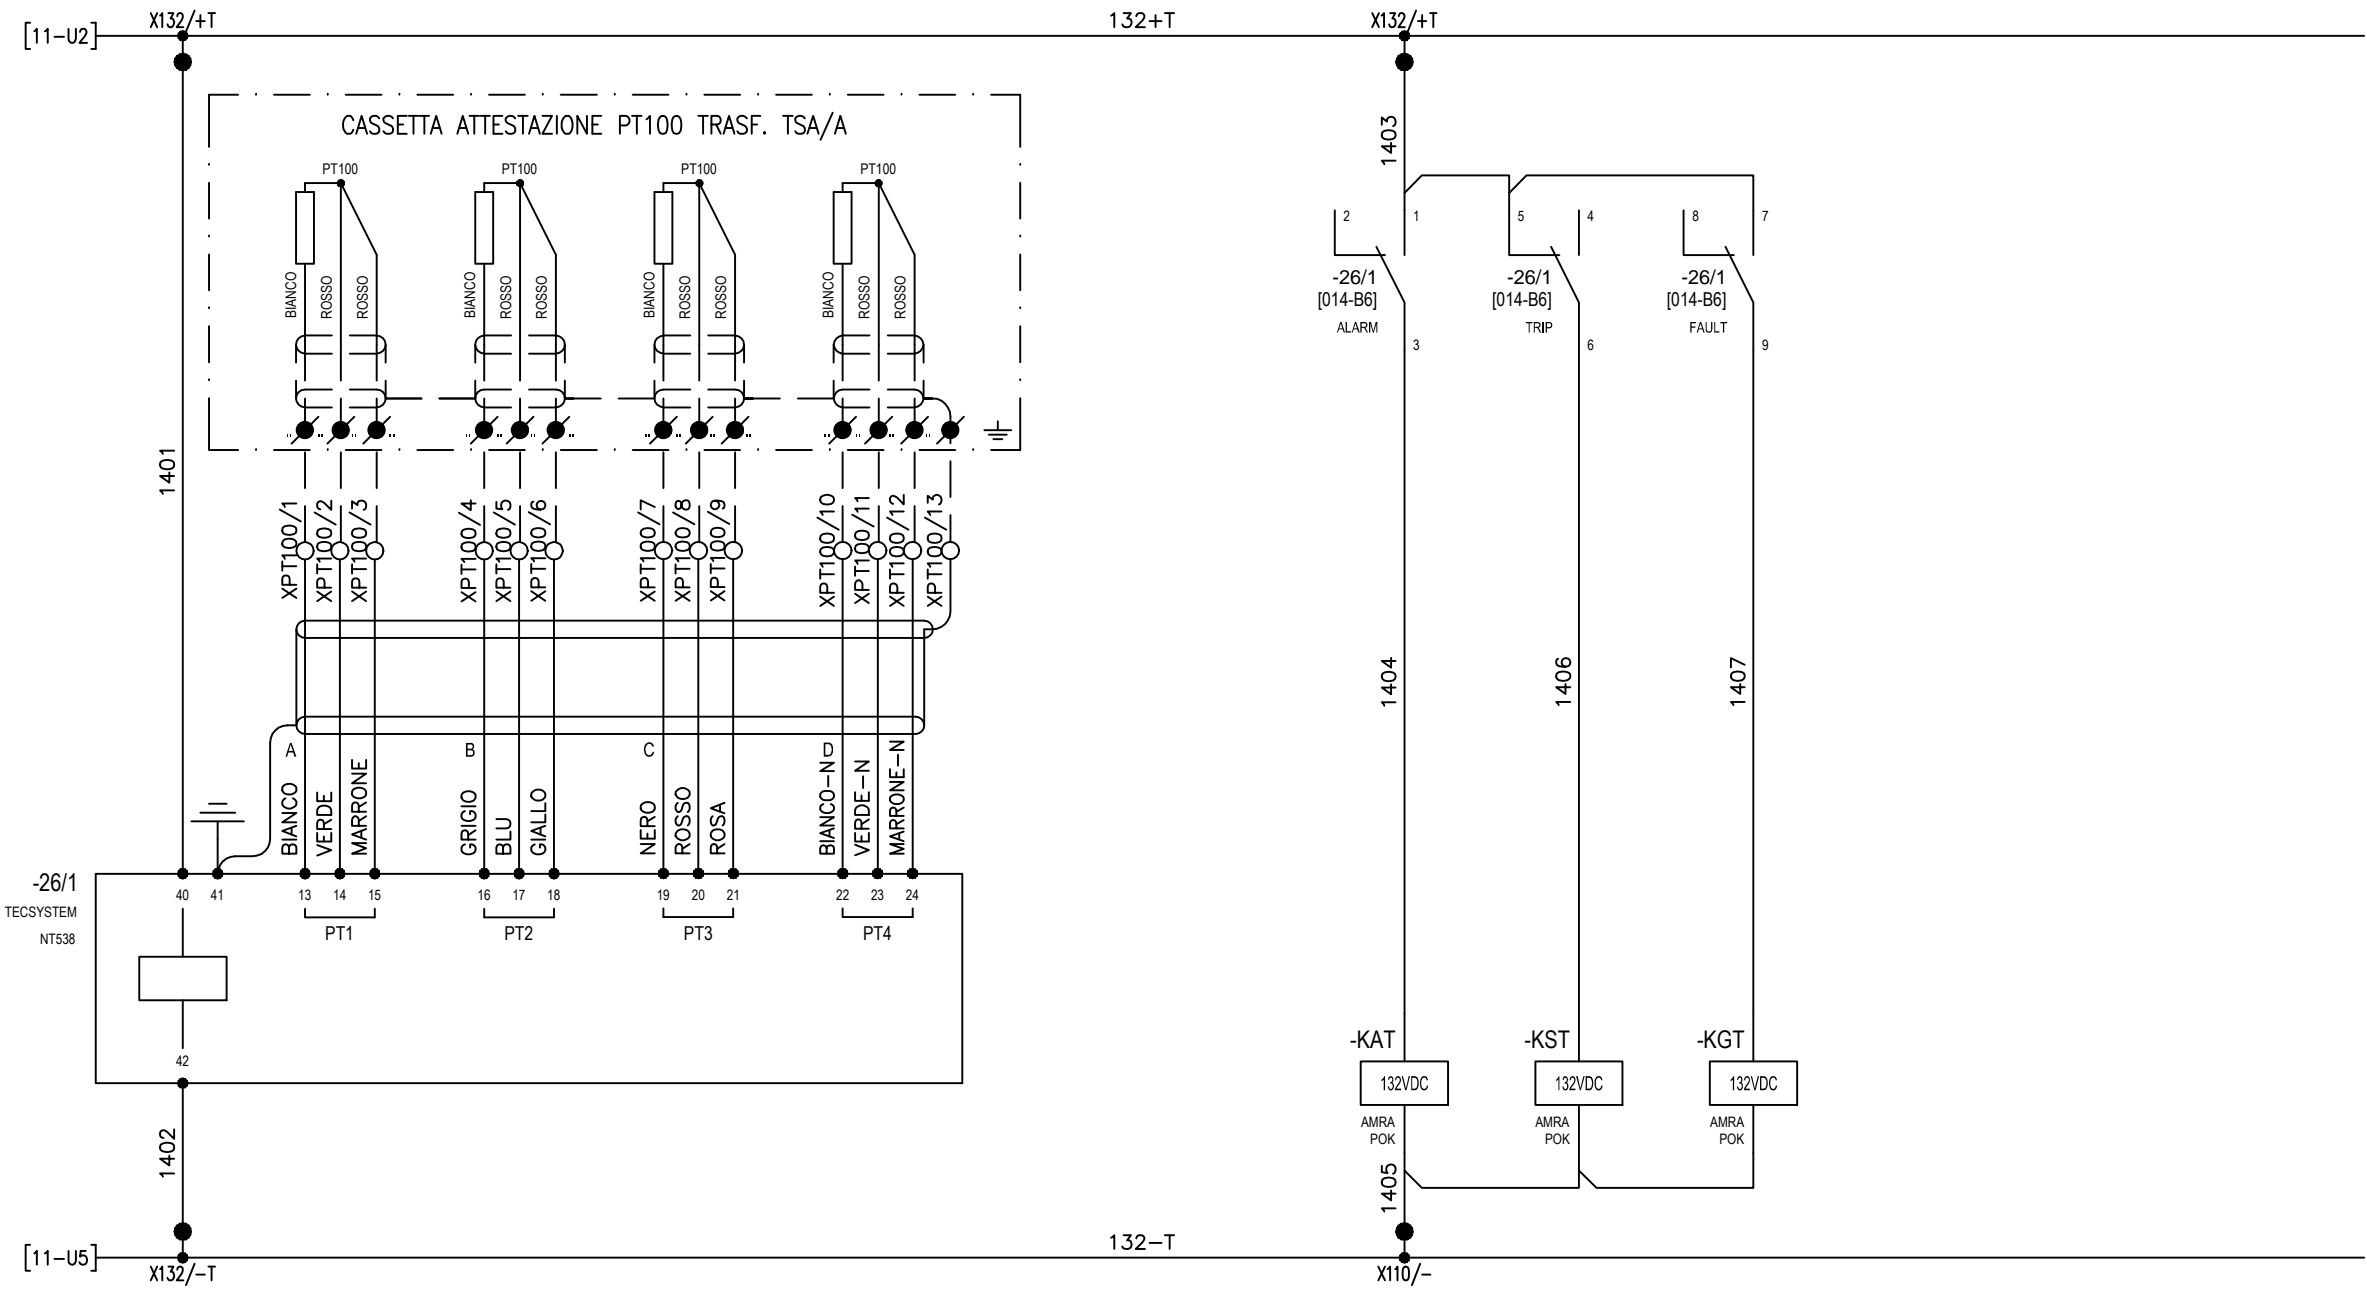 X132/+T
132+T
X132/+T
[11-U2]
CASSETTA ATTESTAZIONE PT100 TRASF. TSA/A
1403
PT100
PT100
PT100
PT100
2
1
5
4
8
7
BIANCO
ROSSO
ROSSO
BIANCO
ROSSO
ROSSO
BIANCO
ROSSO
ROSSO
BIANCO
ROSSO
ROSSO
-26/1
[014-B6]
ALARM
-26/1
[014-B6]
TRIP
-26/1
[014-B6]
FAULT
3
6
9
" " " "
" " " "
" " " "
" " " "
1401
XPT100/1
XPT100/2
XPT100/3
XPT100/4
XPT100/5
XPT100/6
XPT100/7
XPT100/8
XPT100/9
XPT100/10
XPT100/11
XPT100/12
XPT100/13
1404
1406
1407
A
B
C
D
BIANCO
VERDE
MARRONE
GRIGIO
BLU
GIALLO
NERO
ROSSO
ROSA
BIANCO-N
VERDE-N
MARRONE-N
-26/1
TECSYSTEM
NT538
40
41
13
14
15
16
17
18
19
20
21
22
23
24
PT1
PT2
PT3
PT4
42
-KAT
132VDC
AMRA
POK
-KST
132VDC
AMRA
POK
-KGT
132VDC
AMRA
POK
1402
1405
132-T
[11-U5]
X132/-T
X110/-